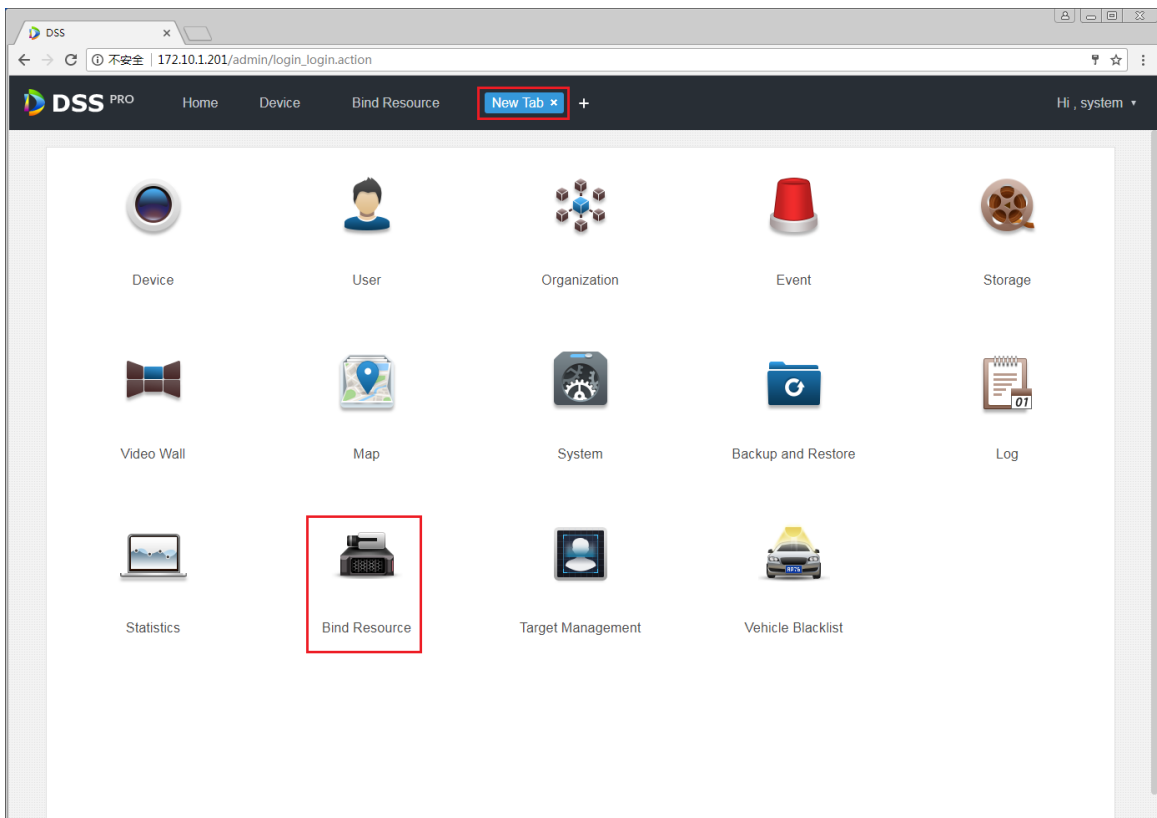 DSS
不安全 172.10.1.201/admin/login_login.action
DSS PRO Home Device Bind Resource New Tab × + Hi , system
Device User Organization Event Storage
01
Video Wall Map System Backup and Restore Log
Statistics Bind Resource Target Management Vehicle Blacklist